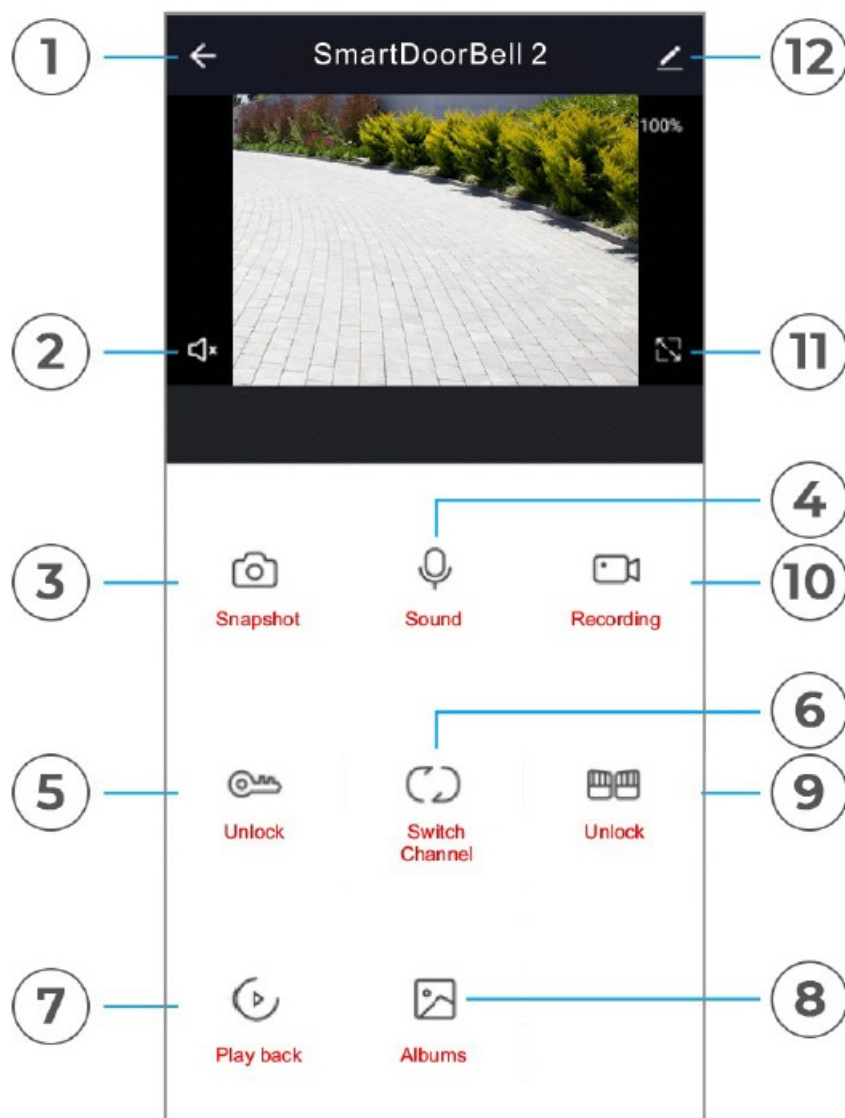 1
SmartDoorBell 2
12
100%
2
11
4
3
Snapshot
Sound
Recording
10
6
5
Unlock
Switch
Channel
Unlock
9
7
Play back
Albums
8